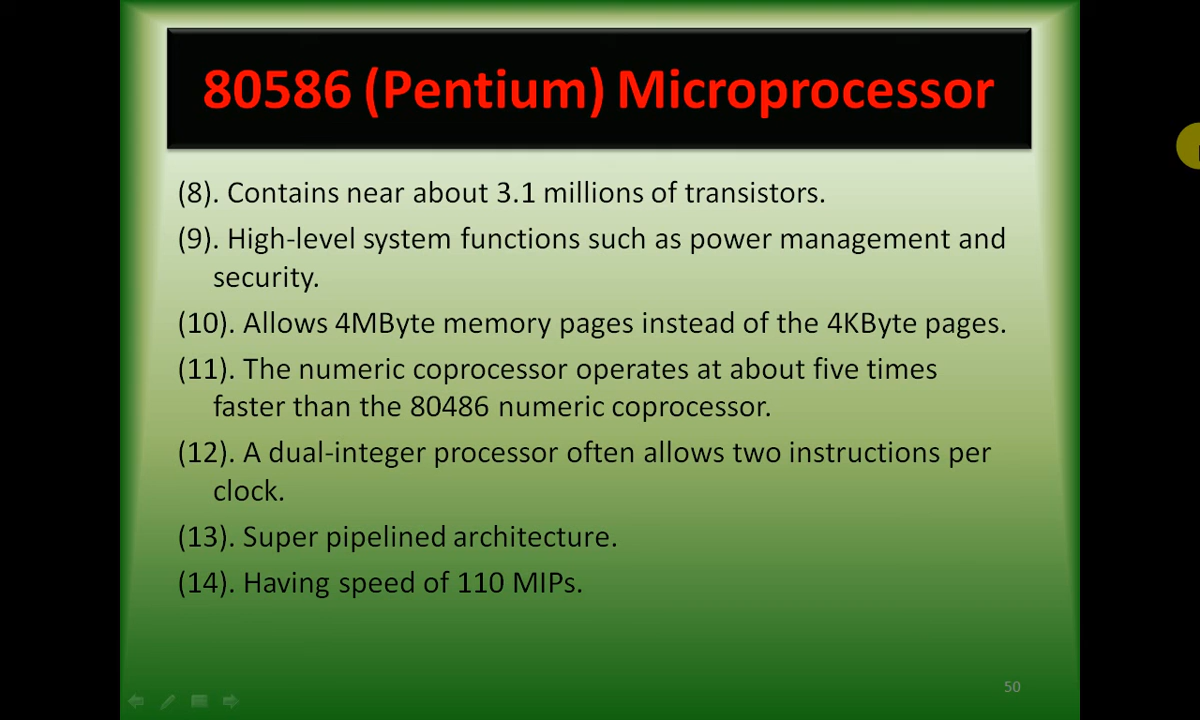 80586 (Pentium) Microprocessor
(8). Contains near about 3.1 millions of transistors.
(9). High-level system functions such as power management and
security.
(10). Allows 4MByte memory pages instead of the 4KByte pages.
(11). The numeric coprocessor operates at about five times
faster than the 80486 numeric coprocessor.
(12). A dual-integer processor often allows two instructions per
clock.
(13). Super pipelined architecture.
(14). Having speed of 110 MIPs.
50